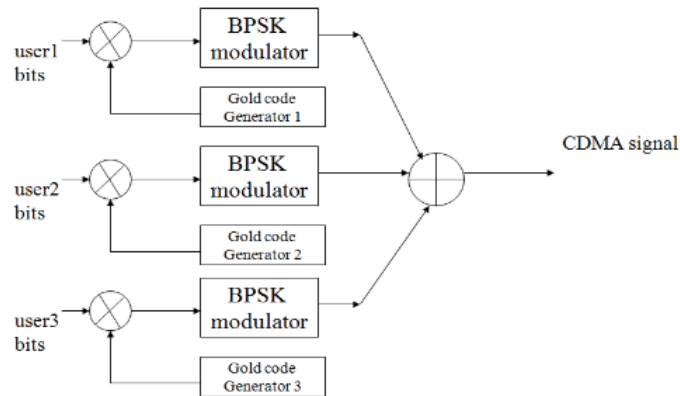 user1
bits
BPSK
modulator
Gold code
Generator 1
user2
bits
BPSK
modulator
Gold code
Generator 2
user3
bits
BPSK
modulator
Gold code
Generator 3
CDMA signal